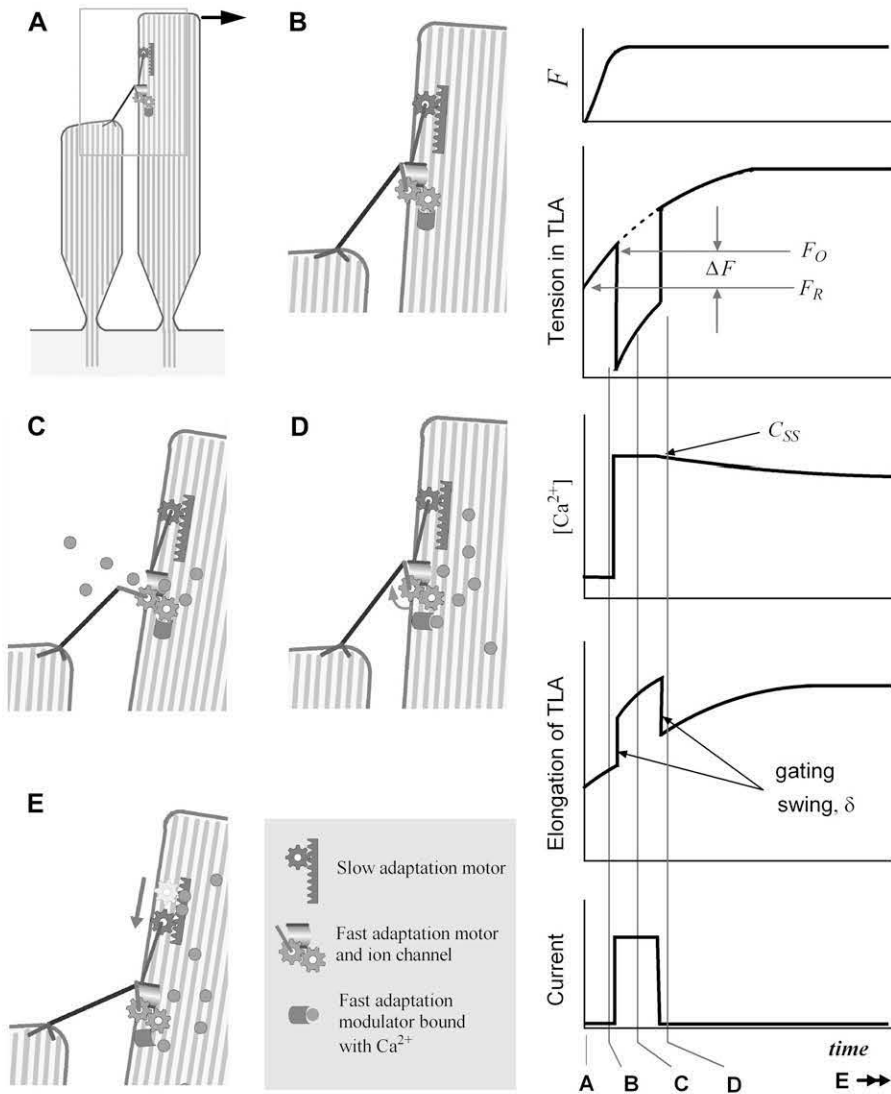 A
B
C
D
E
Slow adaptation motor
Fast adaptation motor
and ion channel
Fast adaptation
modulator bound
with Ca²⁺
F
Tension in TLA
F_O
ΔF
F_R
[Ca²⁺]
C_SS
Elongation of TLA
gating
swing, δ
Current
time
A B C D E